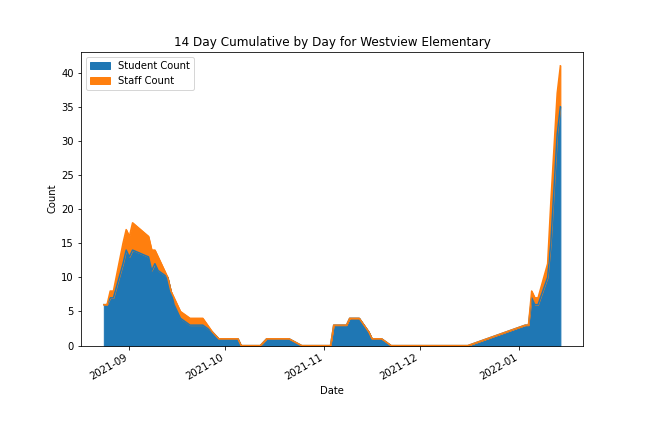 14 Day Cumulative by Day for Westview Elementary
Student Count
Staff Count
40
35
30
25
20
15
10
5
0
Count
2021-09
2021-10
2021-11
2021-12
2022-01
Date